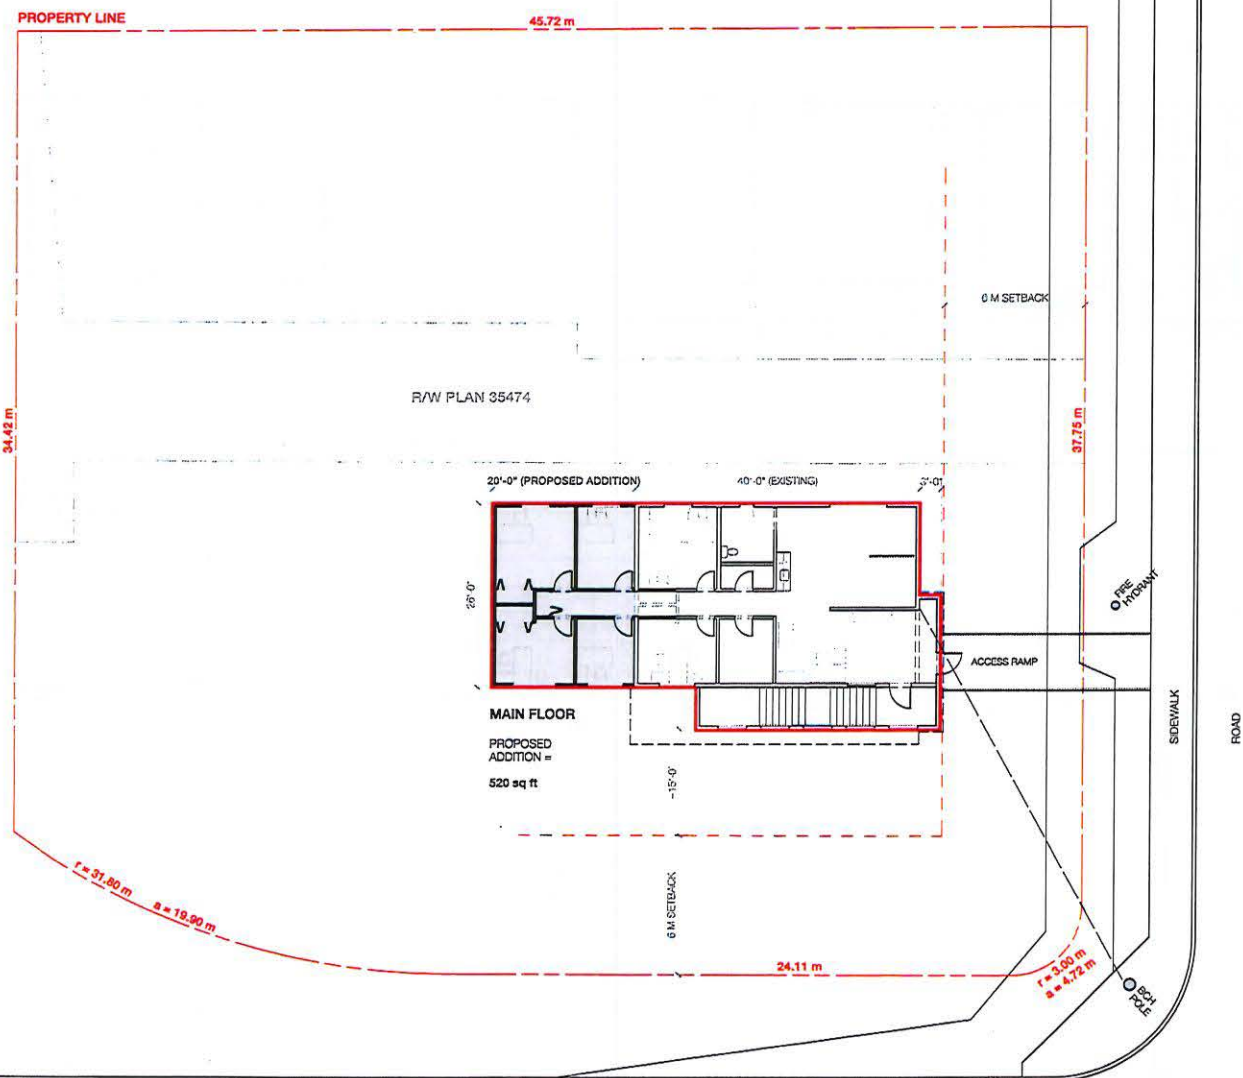 PROPERTY LINE
45.72 m
6 M SETBACK
R/W PLAN 35474
34.42 m
37.75 m
20'-0" (PROPOSED ADDITION)
40'-0" (EXISTING)
26'-0"
FIRE
HYDRANT
ACCESS RAMP
MAIN FLOOR
PROPOSED
ADDITION =
520 sq ft
SIDEWALK
ROAD
~15'-0"
6 M SETBACK
r = 31.80 m
a = 19.90 m
24.11 m
r = 3.00 m
a = 4.72 m
BCH
POLE